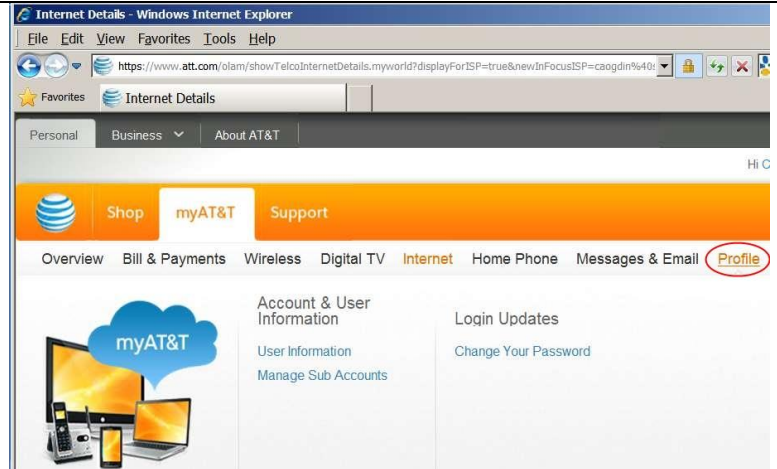 Internet Details - Windows Internet Explorer
File Edit View Favorites Tools Help
https://www.att.com/olam/showTelcoInternetDetails.myworld?displayForISP=true&newInFocusISP=caogdin%40
Favorites Internet Details
Personal Business About AT&T
Hi
Shop myAT&T Support
Overview Bill & Payments Wireless Digital TV Internet Home Phone Messages & Email Profile
myAT&T
Account & User
Information
User Information
Manage Sub Accounts
Login Updates
Change Your Password